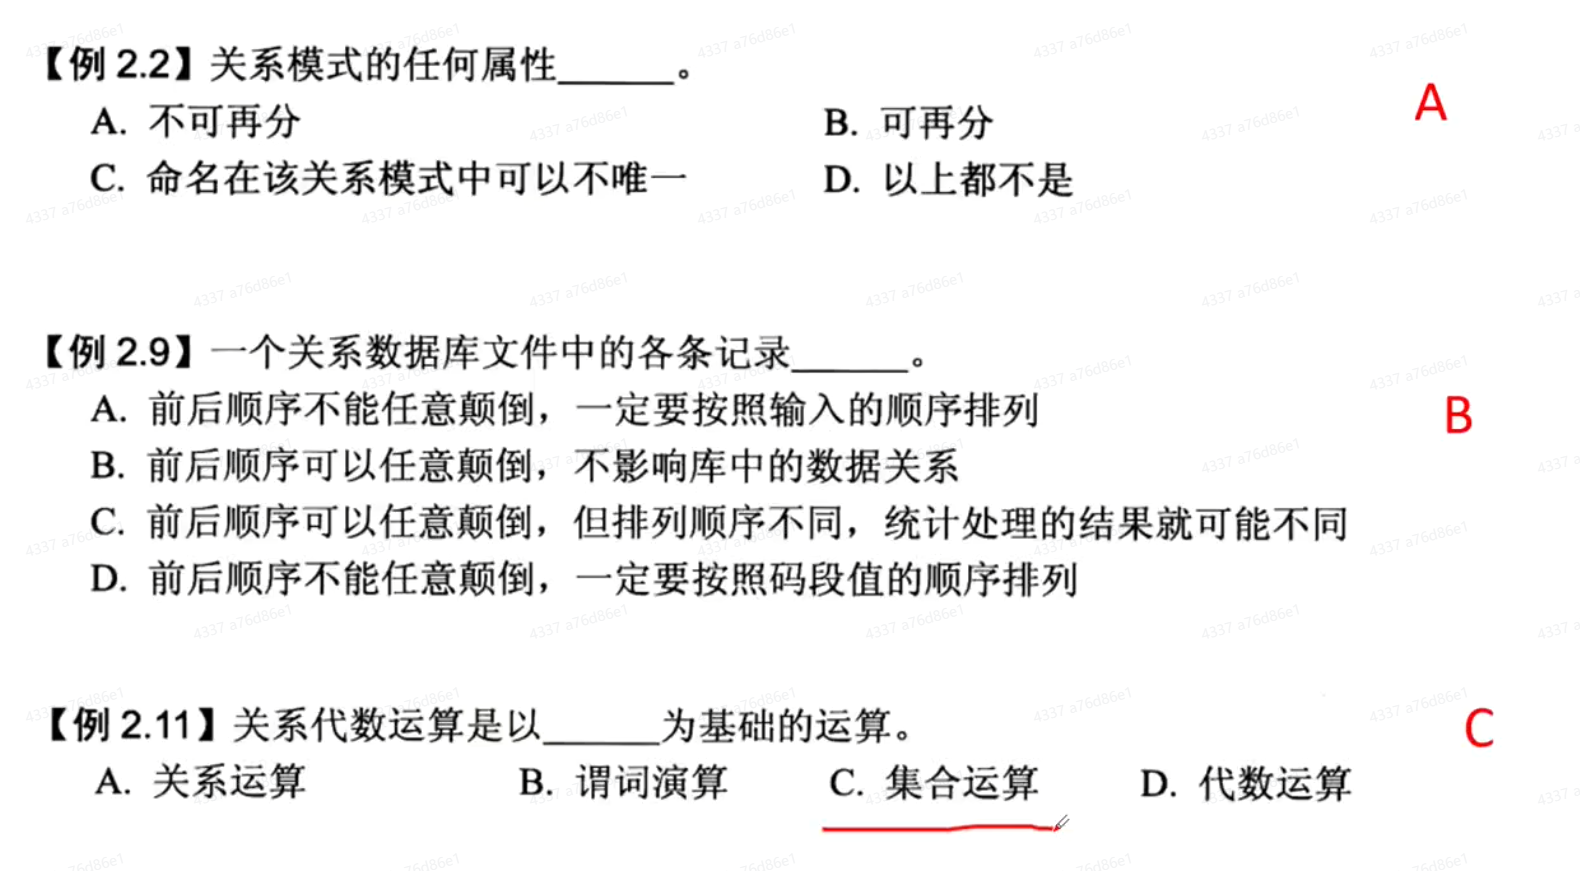 【例 2.2】关系模式的任何属性______。
A. 不可再分 B. 可再分
A
C. 命名在该关系模式中可以不唯一 D. 以上都不是
【例 2.9】一个关系数据库文件中的各条记录______。
A. 前后顺序不能任意颠倒，一定要按照输入的顺序排列
B
B. 前后顺序可以任意颠倒，不影响库中的数据关系
C. 前后顺序可以任意颠倒，但排列顺序不同，统计处理的结果就可能不同
D. 前后顺序不能任意颠倒，一定要按照码段值的顺序排列
【例 2.11】关系代数运算是以______为基础的运算。
C
A. 关系运算 B. 谓词演算 C. 集合运算 D. 代数运算
4337 a76d86e1